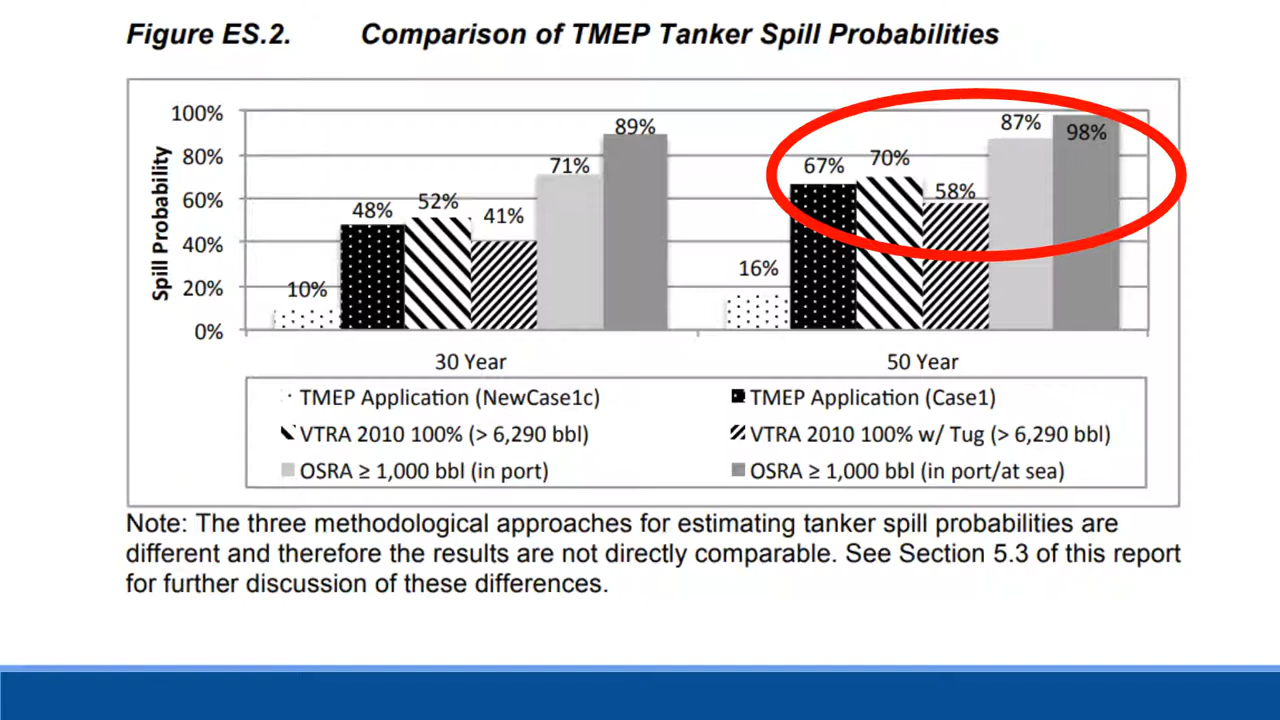 Figure ES.2. Comparison of TMEP Tanker Spill Probabilities
Spill Probability
100%
80%
60%
40%
20%
0%
10%
48%
52%
41%
71%
89%
16%
67%
70%
58%
87%
98%
30 Year
50 Year
TMEP Application (NewCase1c)
TMEP Application (Case1)
VTRA 2010 100% (> 6,290 bbl)
VTRA 2010 100% w/ Tug (> 6,290 bbl)
OSRA ≥ 1,000 bbl (in port)
OSRA ≥ 1,000 bbl (in port/at sea)
Note: The three methodological approaches for estimating tanker spill probabilities are
different and therefore the results are not directly comparable. See Section 5.3 of this report
for further discussion of these differences.